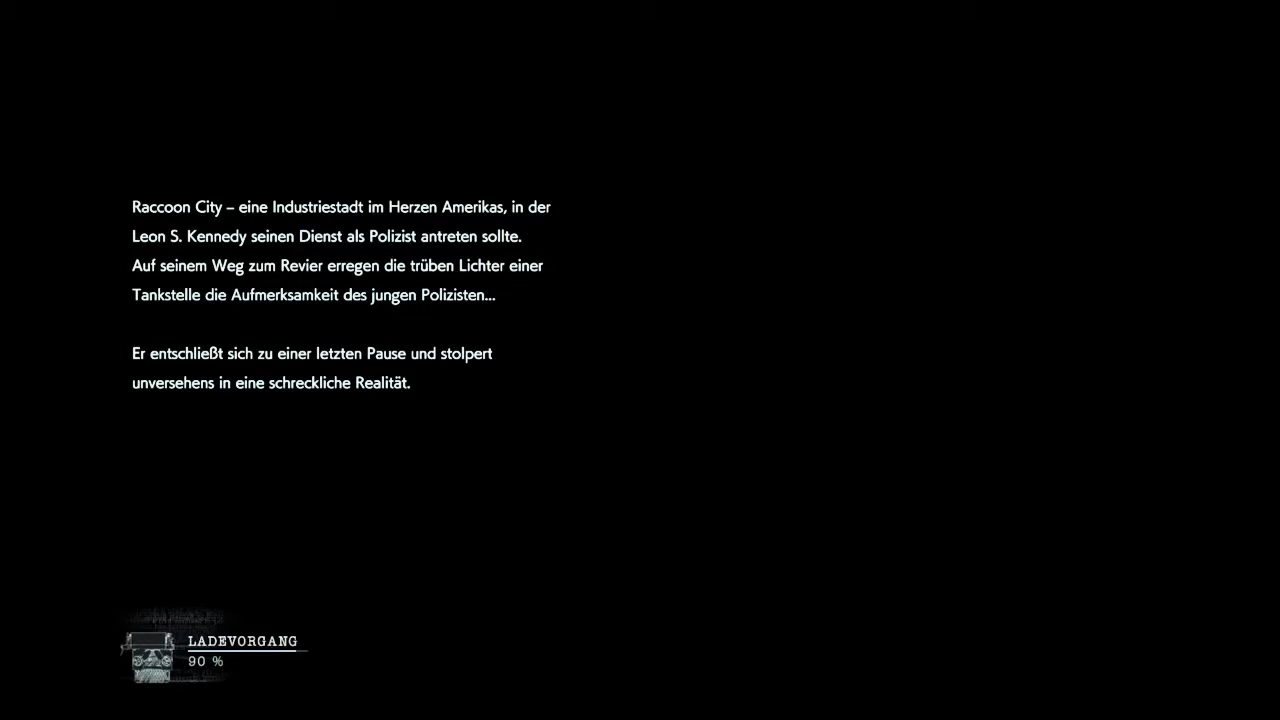 Raccoon City – eine Industriestadt im Herzen Amerikas, in der
Leon S. Kennedy seinen Dienst als Polizist antreten sollte.
Auf seinem Weg zum Revier erregen die trüben Lichter einer
Tankstelle die Aufmerksamkeit des jungen Polizisten...
Er entschließt sich zu einer letzten Pause und stolpert
unversehens in eine schreckliche Realität.
LADEVORGANG
90 %